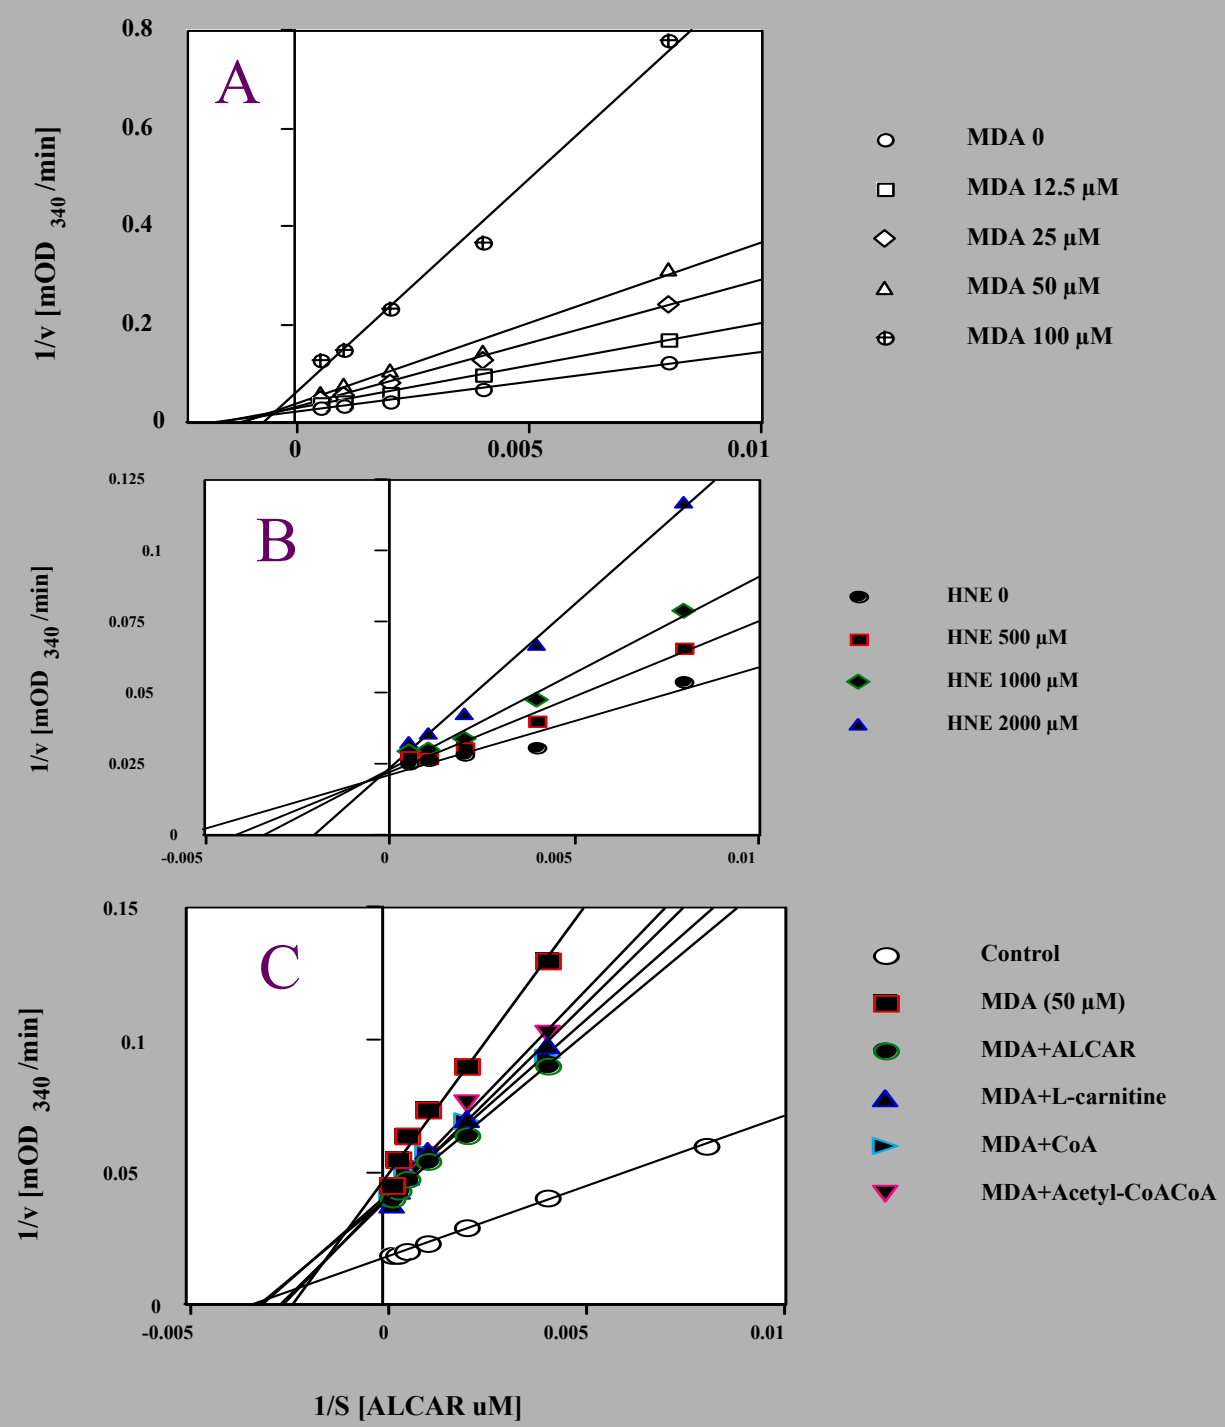 A
1/v [mOD 340 /min]
0.8
0.6
0.4
0.2
0
0 0.005 0.01
MDA 0
MDA 12.5 µM
MDA 25 µM
MDA 50 µM
MDA 100 µM
B
1/v [mOD 340 /min]
0.125
0.1
0.075
0.05
0.025
0
-0.005 0 0.005 0.01
HNE 0
HNE 500 µM
HNE 1000 µM
HNE 2000 µM
C
1/v [mOD 340 /min]
0.15
0.1
0.05
0
-0.005 0 0.005 0.01
Control
MDA (50 µM)
MDA+ALCAR
MDA+L-carnitine
MDA+CoA
MDA+Acetyl-CoACoA
1/S [ALCAR uM]